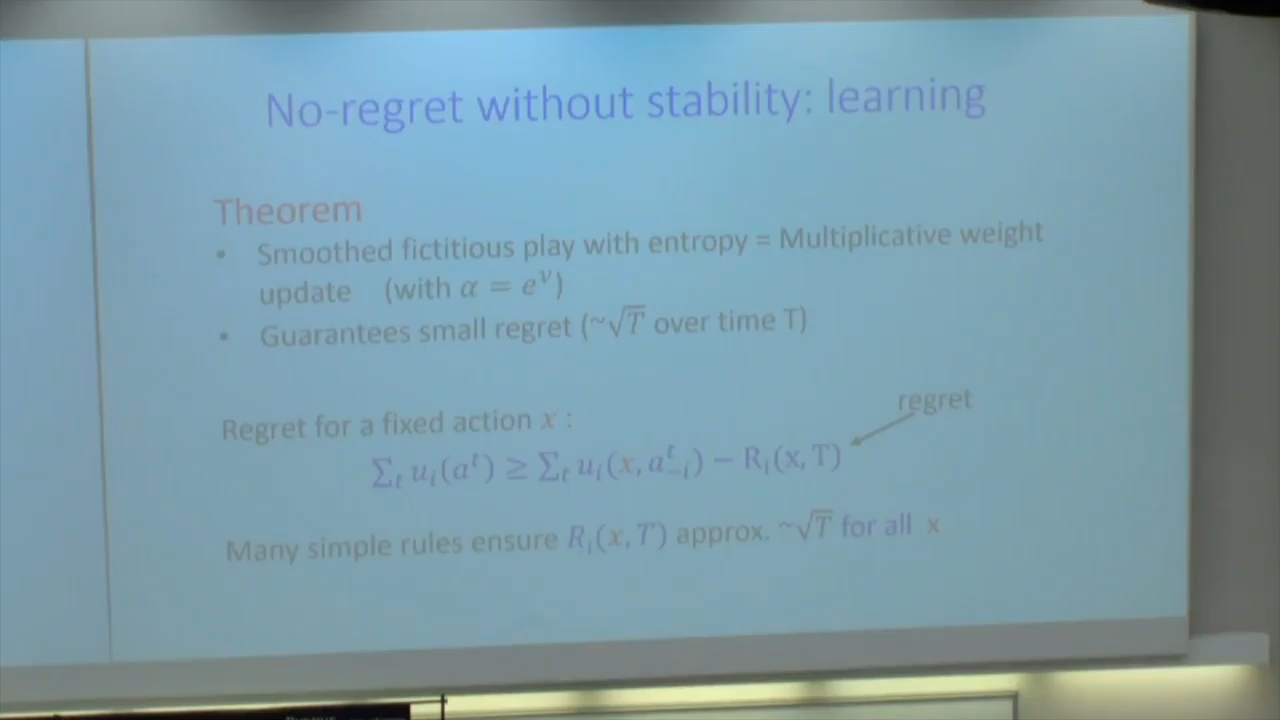 No-regret without stability: learning
Theorem
• Smoothed fictitious play with entropy = Multiplicative weight
update (with α = e^ν)
• Guarantees small regret (~√T over time T)
regret
Regret for a fixed action x :
∑_t u_i(a^t) ≥ ∑_t u_i(x, a_{-i}^t) − R_i(x, T)
Many simple rules ensure R_i(x, T) approx. ~√T for all x